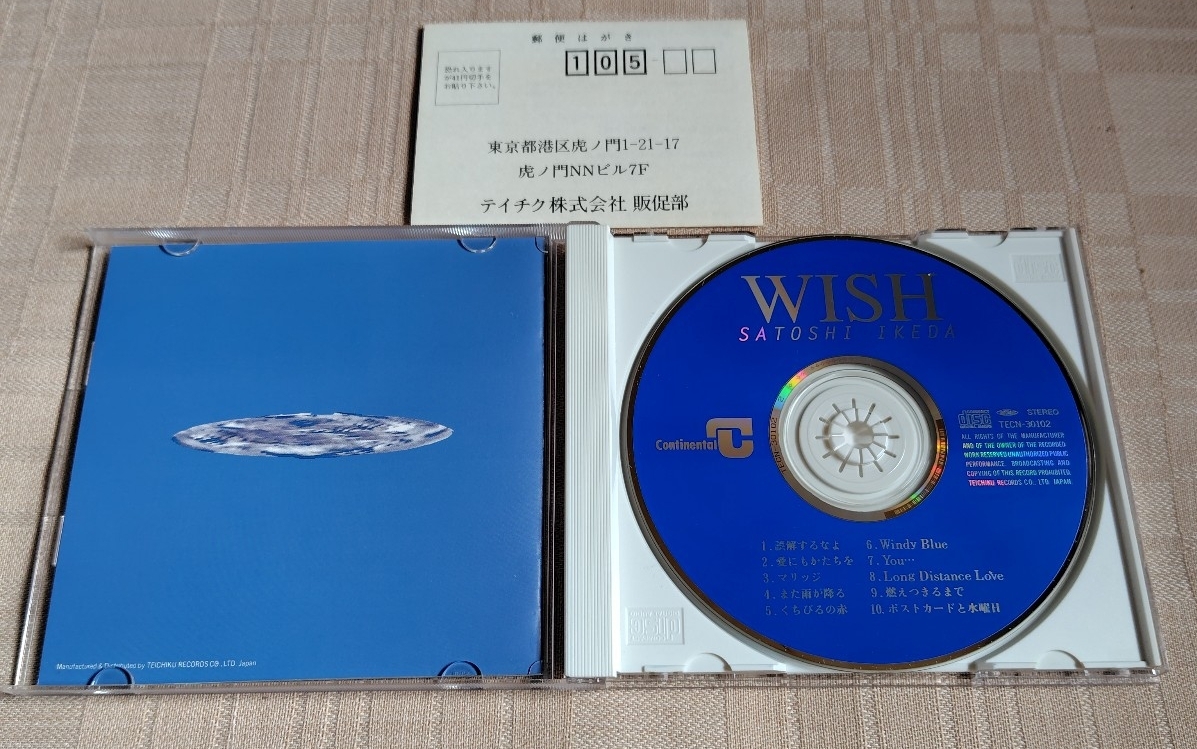 郵便はがき
恐れ入ります
が41円切手を
お貼り下さい。
105
東京都港区虎ノ門1-21-17
虎ノ門NNビル7F
テイチク株式会社 販促部
Manufactured & Distributed by TEICHIKU RECORDS CO., LTD. Japan
WISH
SATOSHI IKEDA
Continental
STEREO
TECN-30102
ALL RIGHTS OF THE MANUFACTURER
AND OF THE OWNER OF THE RECORDED
WORK RESERVED UNAUTHORIZED PUBLIC
PERFORMANCE. BROADCASTING AND
COPYING OF THIS RECORD PROHIBITED.
TEICHIKU RECORDS CO., LTD. JAPAN.
1.誤解するなよ
2.愛にもかたちを
3.マリッジ
4.また雨が降る
5.くちびるの赤
6.Windy Blue
7.You…
8.Long Distance Love
9.燃えつきるまで
10.ポストカードと水曜日